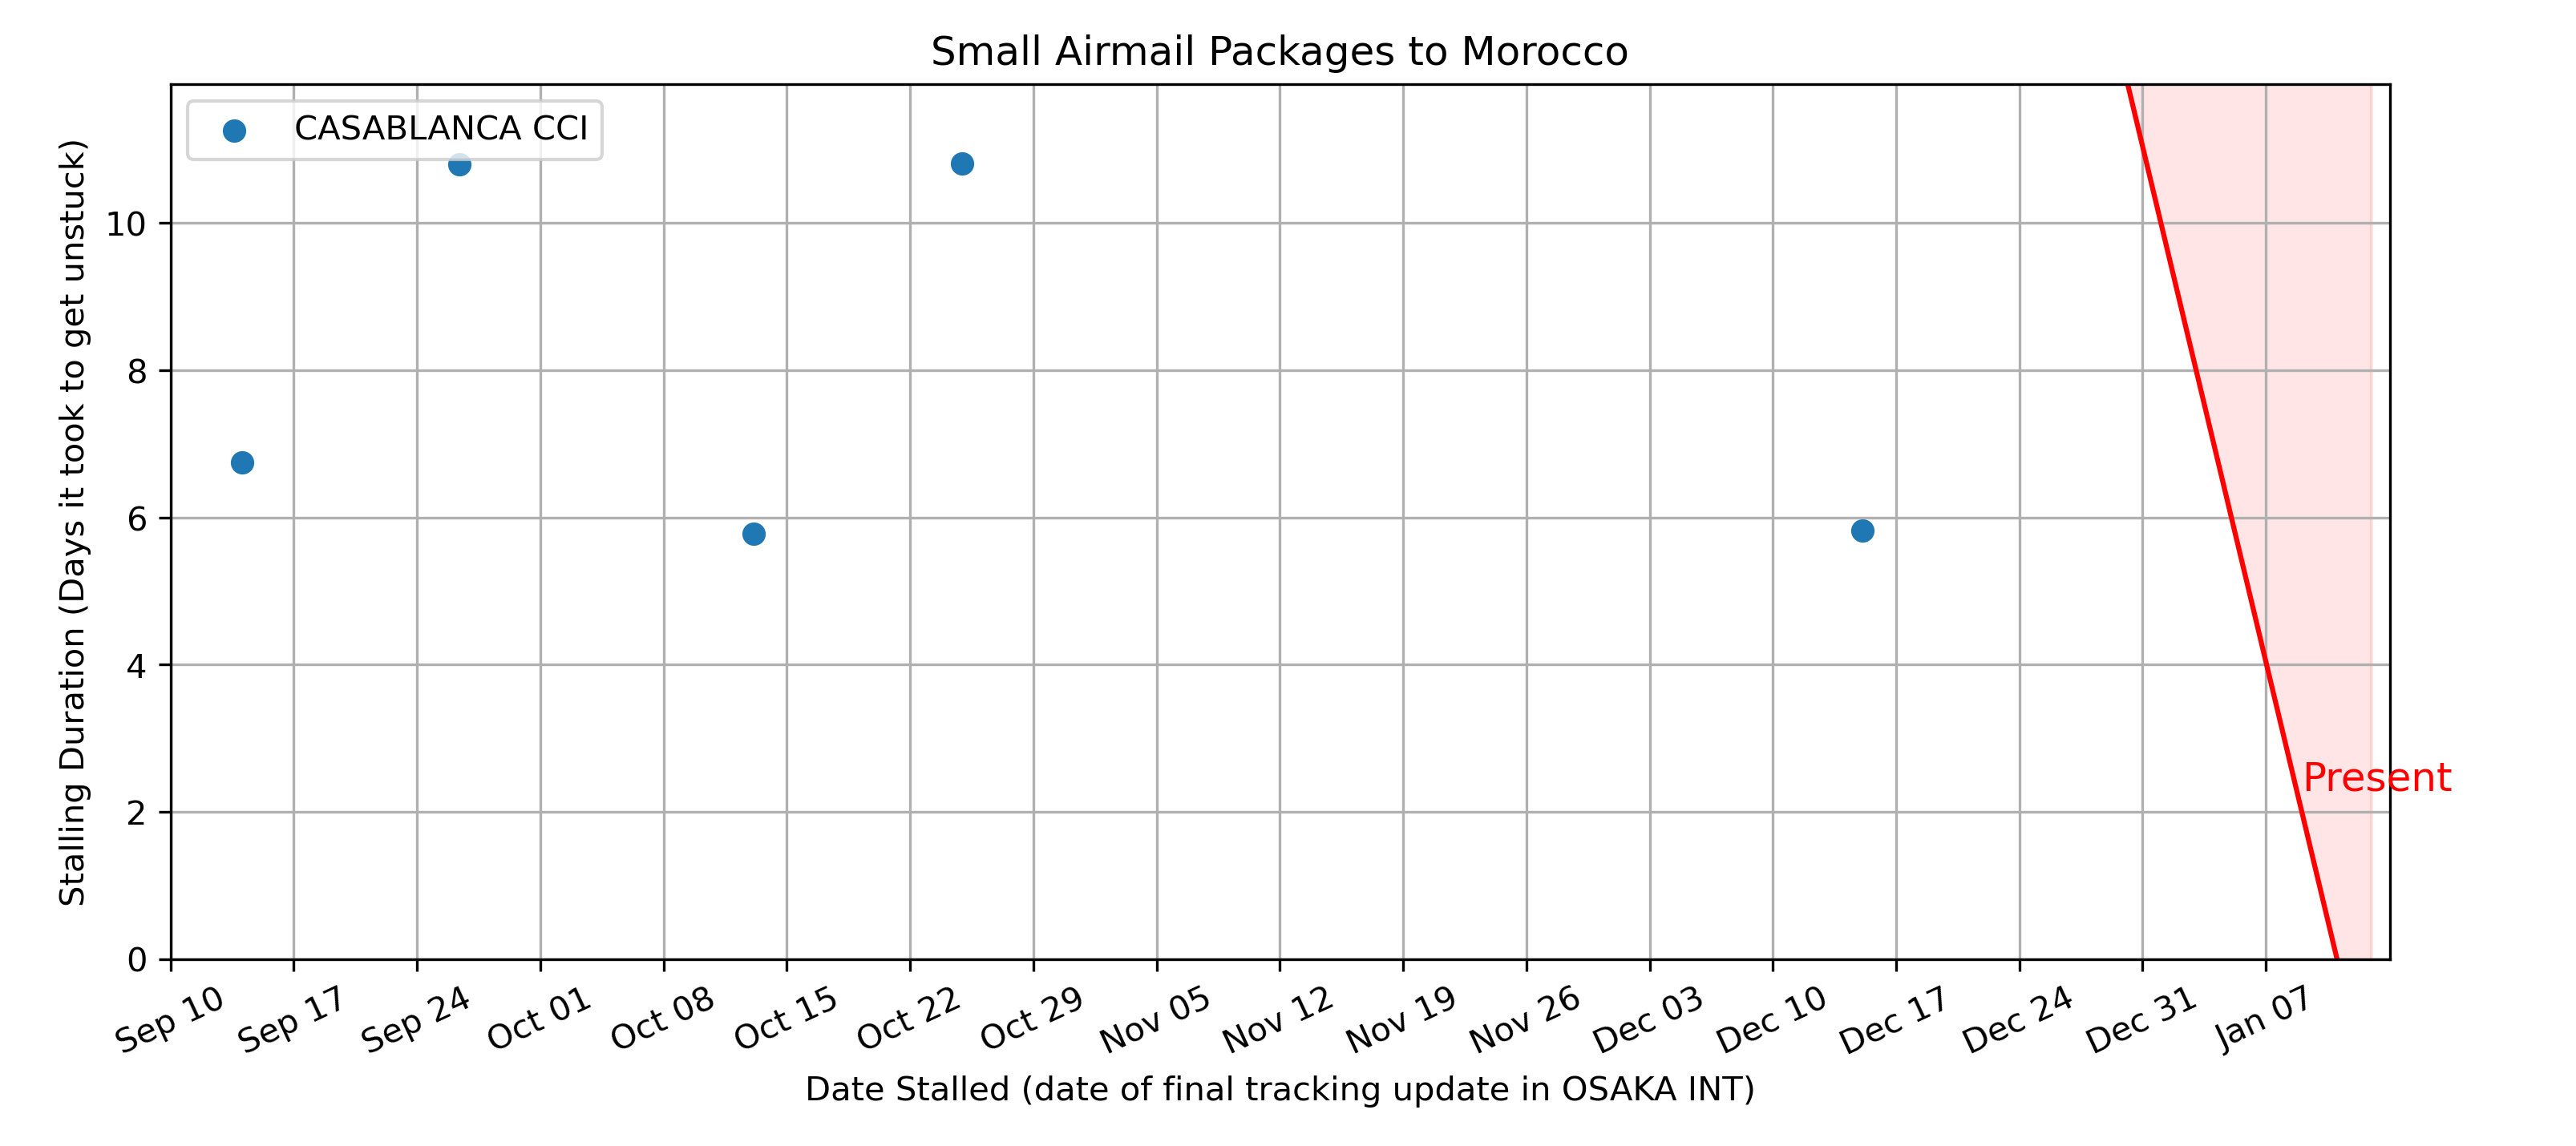 Small Airmail Packages to Morocco
CASABLANCA CCI
Stalling Duration (Days it took to get unstuck)
10
8
6
4
2
0
Present
Sep 10
Sep 17
Sep 24
Oct 01
Oct 08
Oct 15
Oct 22
Oct 29
Nov 05
Nov 12
Nov 19
Nov 26
Dec 03
Dec 10
Dec 17
Dec 24
Dec 31
Jan 07
Date Stalled (date of final tracking update in OSAKA INT)